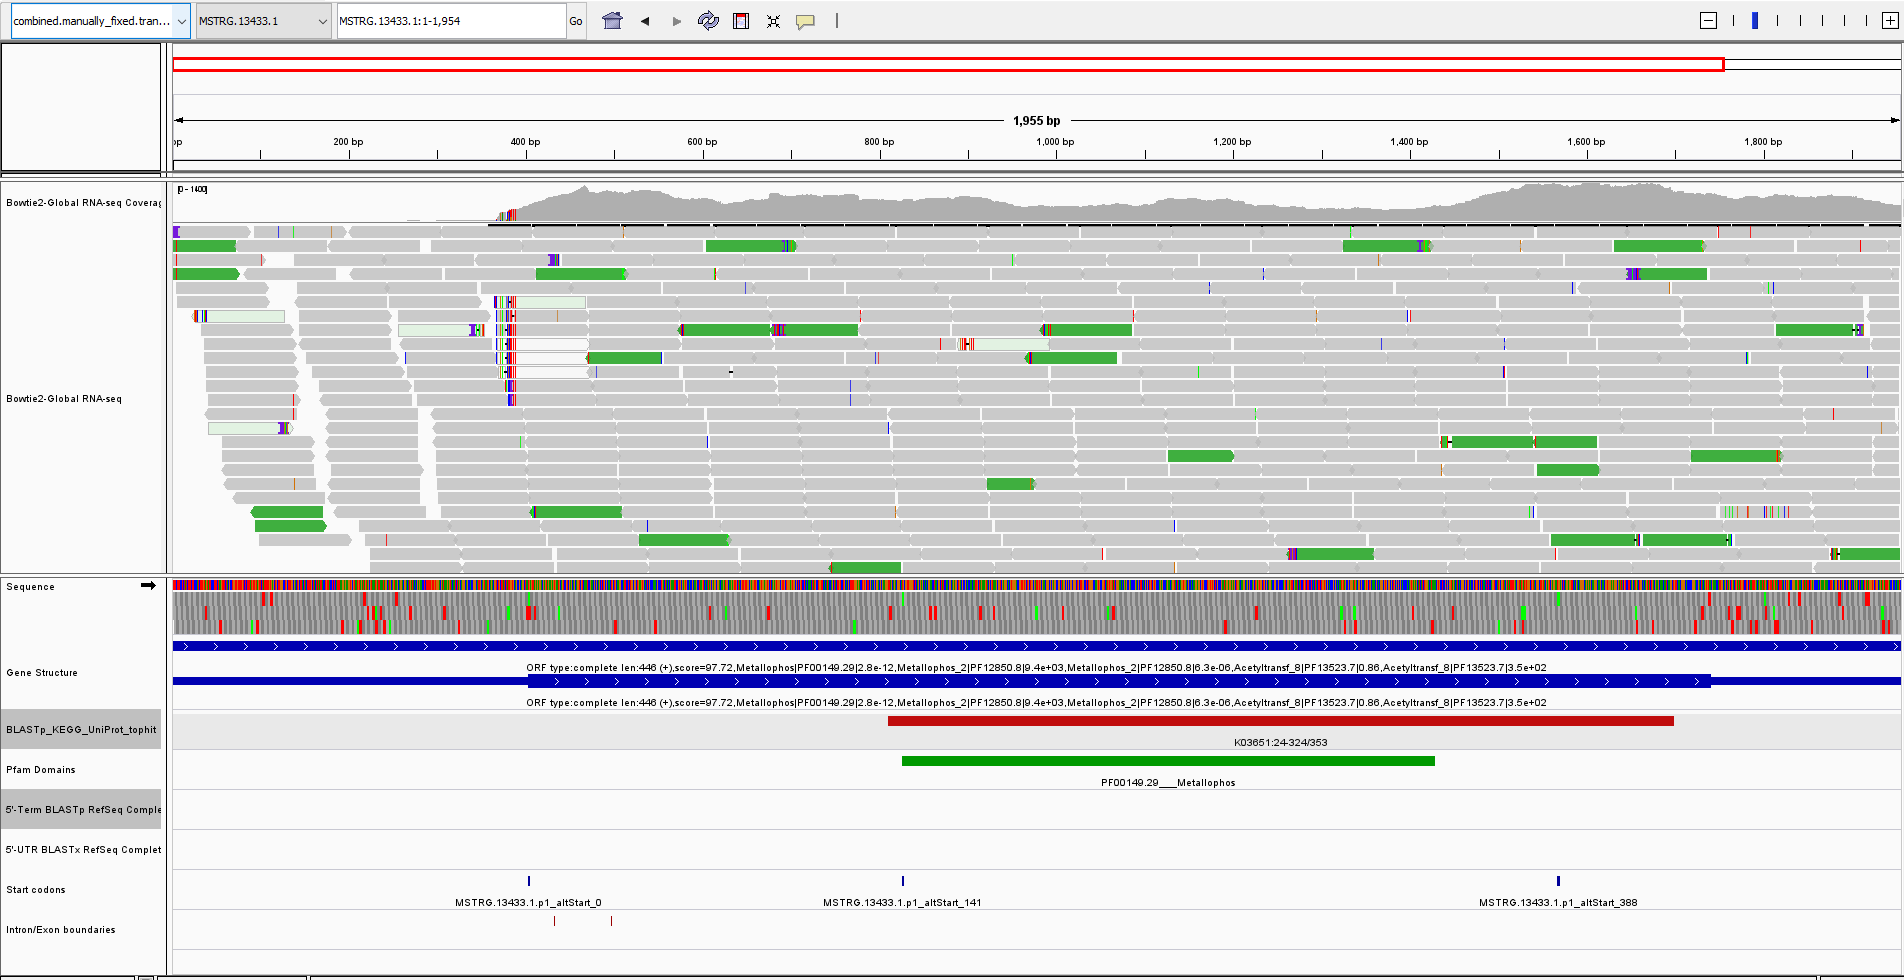 combined.manually_fixed.tran... MSTRG.13433.1 MSTRG.13433.1:1-1,954 Go
1,955 bp
bp 200 bp 400 bp 600 bp 800 bp 1,000 bp 1,200 bp 1,400 bp 1,600 bp 1,800 bp
[0 - 1400]
Bowtie2-Global RNA-seq Coverag
Bowtie2-Global RNA-seq
Sequence
ORF type:complete len:446 (+),score=97.72,Metallophos|PF00149.29|2.8e-12,Metallophos_2|PF12850.8|9.4e+03,Metallophos_2|PF12850.8|6.3e-06,Acetyltransf_8|PF13523.7|0.86,Acetyltransf_8|PF13523.7|3.5e+02
Gene Structure
ORF type:complete len:446 (+),score=97.72,Metallophos|PF00149.29|2.8e-12,Metallophos_2|PF12850.8|9.4e+03,Metallophos_2|PF12850.8|6.3e-06,Acetyltransf_8|PF13523.7|0.86,Acetyltransf_8|PF13523.7|3.5e+02
BLASTp_KEGG_UniProt_tophit
K03651:24-324/353
Pfam Domains
PF00149.29___Metallophos
5'-Term BLASTp RefSeq Comple
5'-UTR BLASTx RefSeq Complet
Start codons
MSTRG.13433.1.p1_altStart_0 MSTRG.13433.1.p1_altStart_141 MSTRG.13433.1.p1_altStart_388
Intron/Exon boundaries